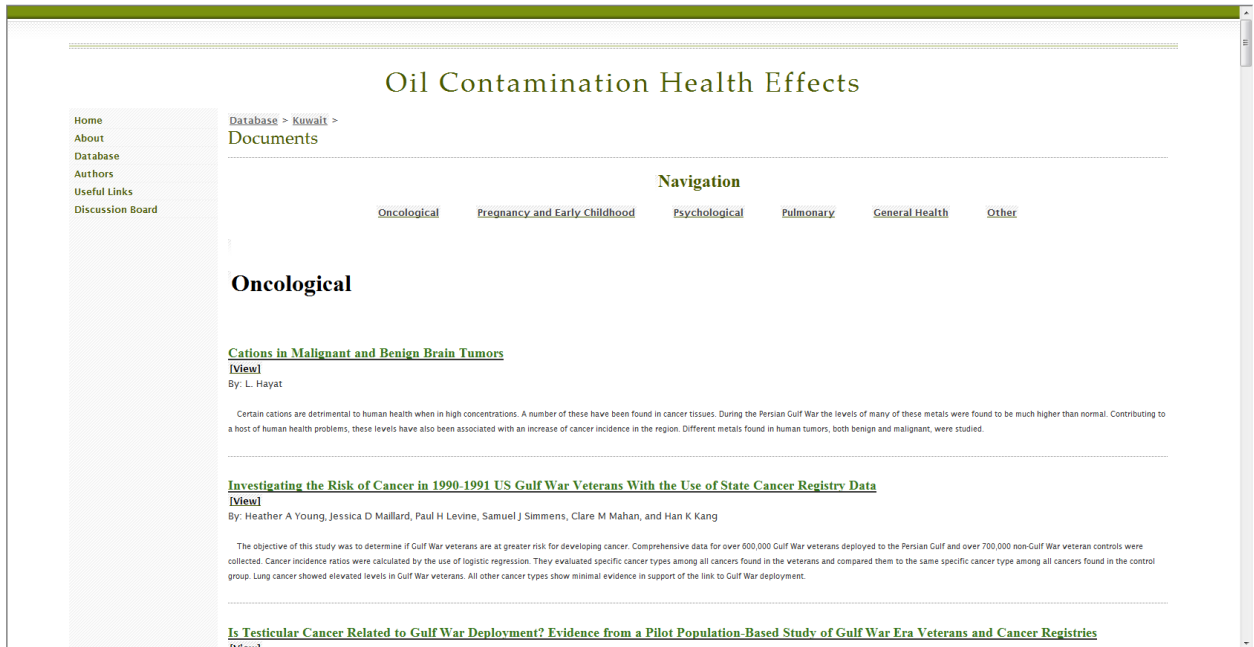 Oil Contamination Health Effects
Home
About
Database
Authors
Useful Links
Discussion Board
Database > Kuwait >
Documents
Navigation
Oncological Pregnancy and Early Childhood Psychological Pulmonary General Health Other
Oncological
Cations in Malignant and Benign Brain Tumors
[View]
By: L. Hayat
Certain cations are detrimental to human health when in high concentrations. A number of these have been found in cancer tissues. During the Persian Gulf War the levels of many of these metals were found to be much higher than normal. Contributing to
a host of human health problems, these levels have also been associated with an increase of cancer incidence in the region. Different metals found in human tumors, both benign and malignant, were studied.
Investigating the Risk of Cancer in 1990-1991 US Gulf War Veterans With the Use of State Cancer Registry Data
[View]
By: Heather A Young, Jessica D Maillard, Paul H Levine, Samuel J Simmens, Clare M Mahan, and Han K Kang
The objective of this study was to determine if Gulf War veterans are at greater risk for developing cancer. Comprehensive data for over 600,000 Gulf War veterans deployed to the Persian Gulf and over 700,000 non-Gulf War veteran controls were
collected. Cancer incidence ratios were calculated by the use of logistic regression. They evaluated specific cancer types among all cancers found in the veterans and compared them to the same specific cancer type among all cancers found in the control
group. Lung cancer showed elevated levels in Gulf War veterans. All other cancer types show minimal evidence in support of the link to Gulf War deployment.
Is Testicular Cancer Related to Gulf War Deployment? Evidence from a Pilot Population-Based Study of Gulf War Era Veterans and Cancer Registries
[View]